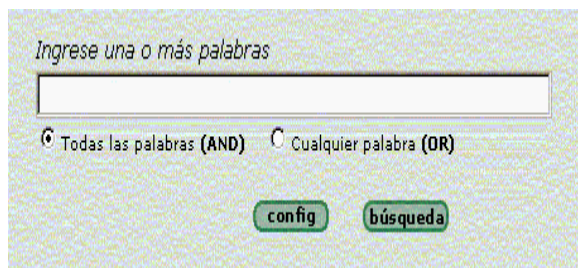 Ingrese una o más palabras
Todas las palabras (AND) Cualquier palabra (OR)
config búsqueda